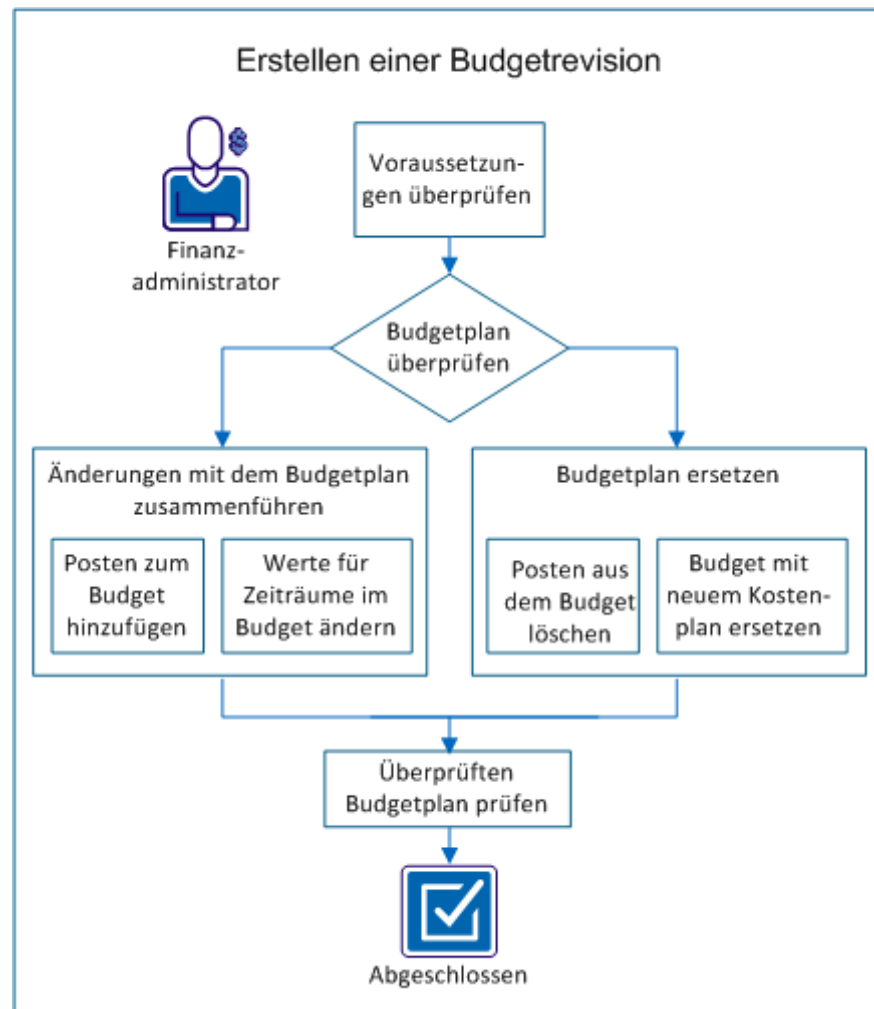 Erstellen einer Budgetrevision
Finanz-
administrator
Voraussetzun-
gen überprüfen
Budgetplan
überprüfen
Änderungen mit dem Budgetplan
zusammenführen
Posten zum
Budget
hinzufügen
Werte für
Zeiträume im
Budget ändern
Budgetplan ersetzen
Posten aus
dem Budget
löschen
Budget mit
neuem Kosten-
plan ersetzen
Überprüften
Budgetplan prüfen
Abgeschlossen